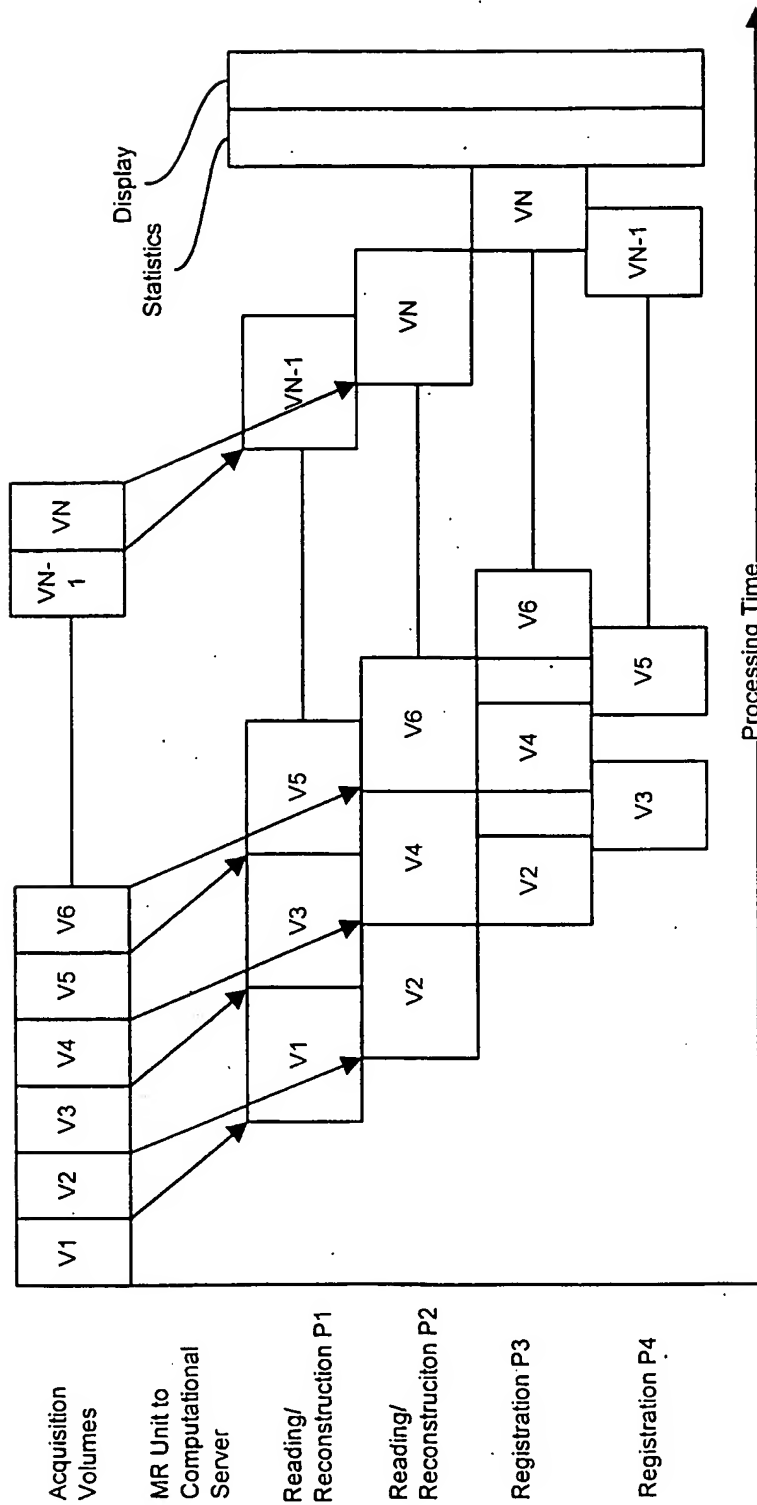 Acquisition
Volumes
V1
V2
V3
V4
V5
V6
VN-
1
VN
MR Unit to
Computational
Server
Display
Statistics
Reading/
Reconstruction P1
V1
V3
V5
VN-1
Reading/
Reconstruciton P2
V2
V4
V6
VN
Registration P3
V2
V4
V6
VN
Registration P4
V3
V5
VN-1
Processing Time